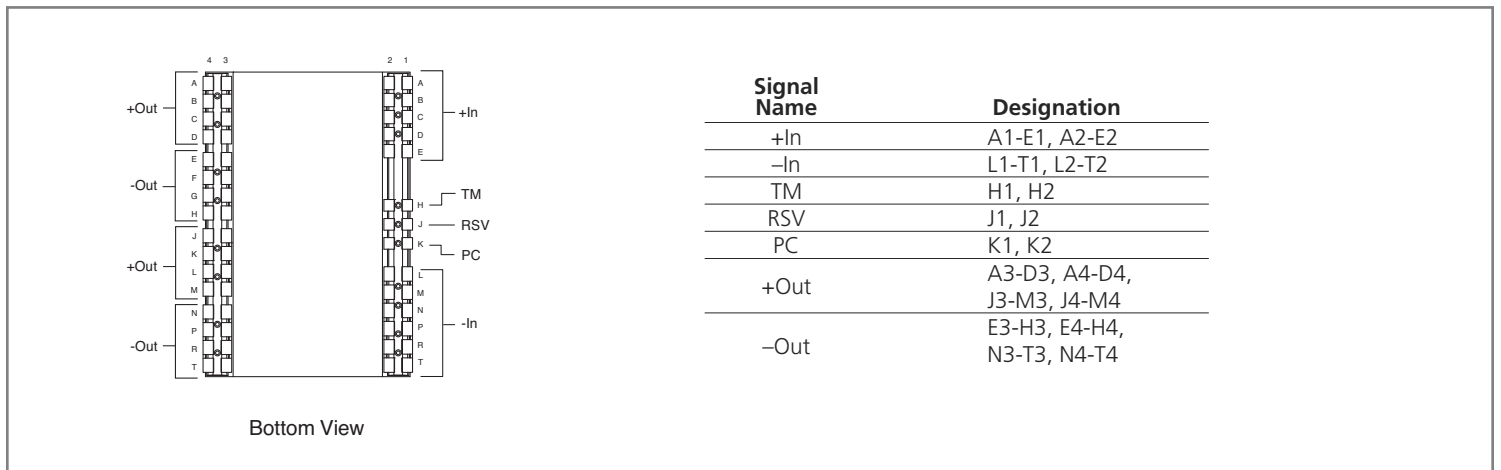 4 3
2 1
A
B
C
D
E
F
G
H
J
K
L
M
N
P
R
T
+Out
-Out
+Out
-Out
A
B
C
D
E
H
J
K
L
M
N
P
R
T
+In
TM
RSV
PC
-In
Bottom View
Signal
Name Designation
+In A1-E1, A2-E2
–In L1-T1, L2-T2
TM H1, H2
RSV J1, J2
PC K1, K2
+Out A3-D3, A4-D4,
J3-M3, J4-M4
–Out E3-H3, E4-H4,
N3-T3, N4-T4